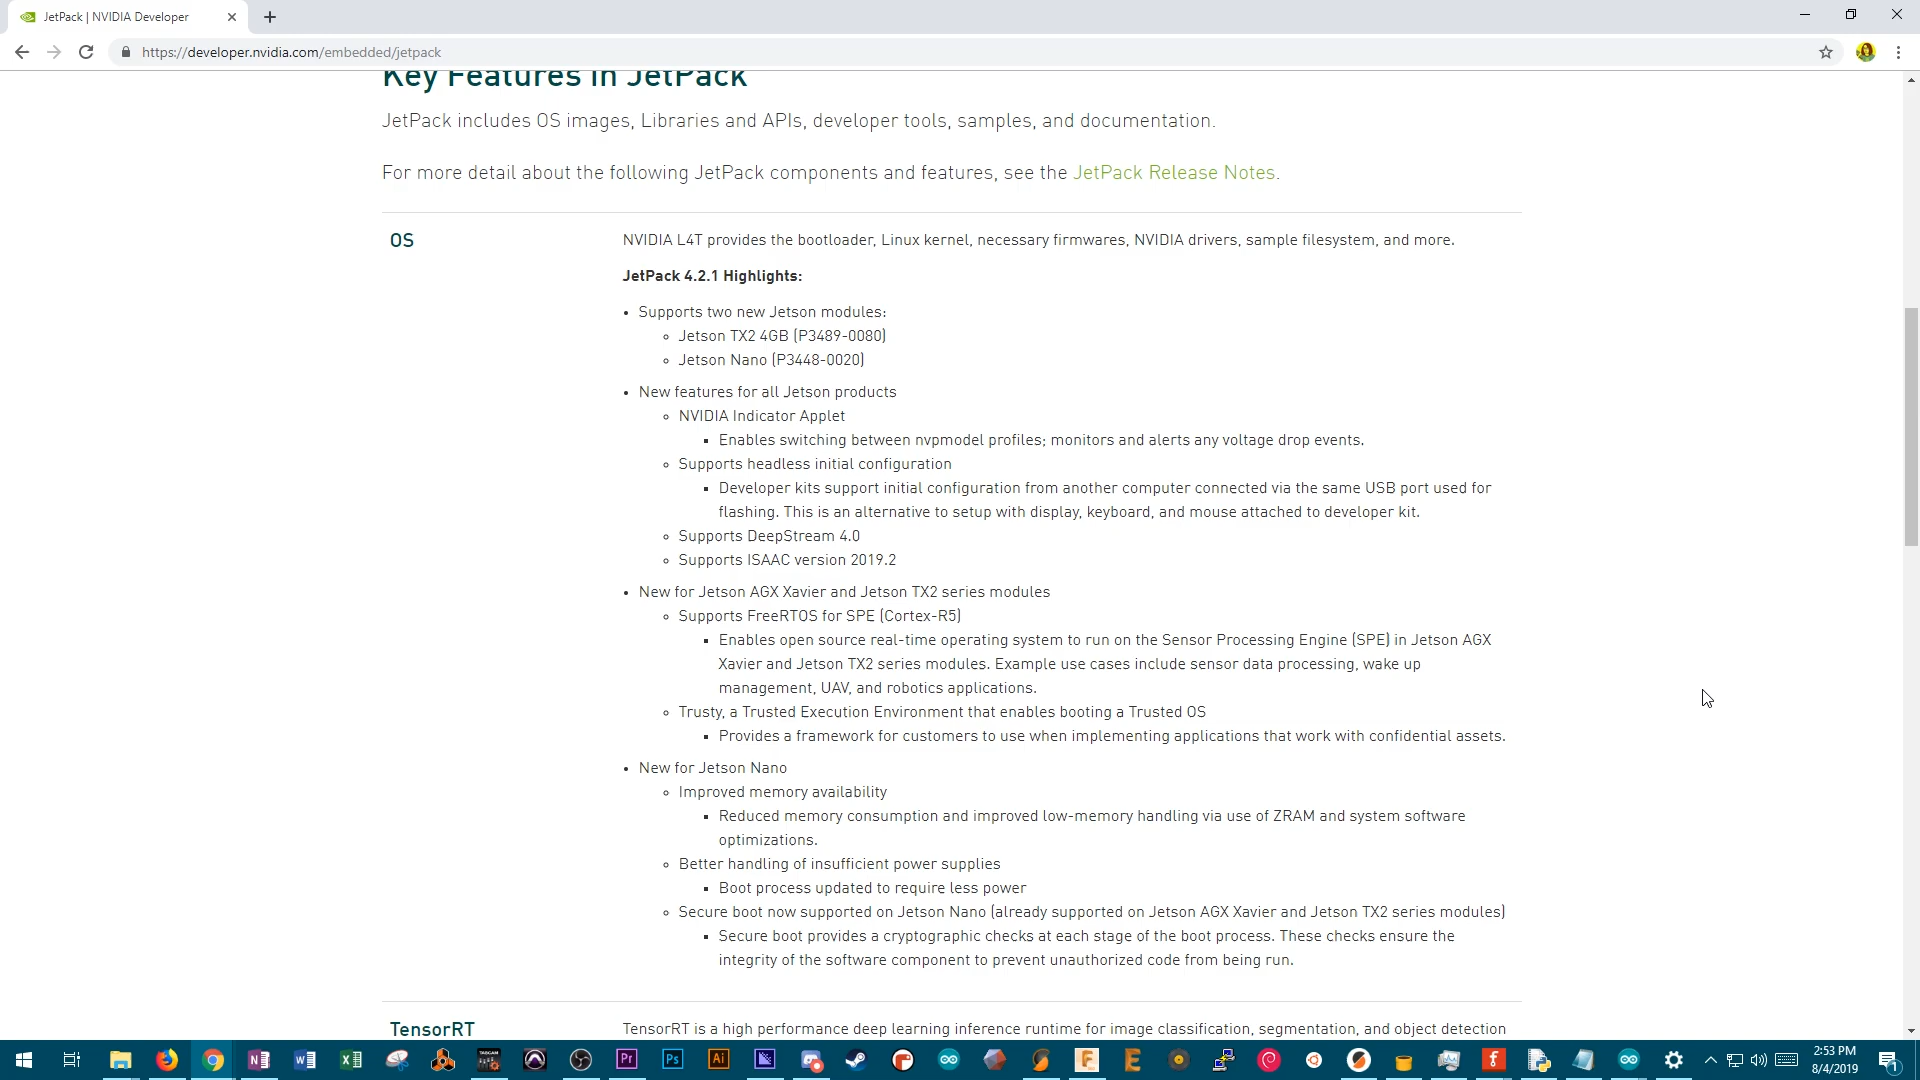 JetPack | NVIDIA Developer
https://developer.nvidia.com/embedded/jetpack
Key Features in JetPack
JetPack includes OS images, Libraries and APIs, developer tools, samples, and documentation.
For more detail about the following JetPack components and features, see the JetPack Release Notes.
OS
NVIDIA L4T provides the bootloader, Linux kernel, necessary firmwares, NVIDIA drivers, sample filesystem, and more.
JetPack 4.2.1 Highlights:
• Supports two new Jetson modules:
◦ Jetson TX2 4GB (P3489-0080)
◦ Jetson Nano (P3448-0020)
• New features for all Jetson products
◦ NVIDIA Indicator Applet
▪ Enables switching between nvpmodel profiles; monitors and alerts any voltage drop events.
◦ Supports headless initial configuration
▪ Developer kits support initial configuration from another computer connected via the same USB port used for
flashing. This is an alternative to setup with display, keyboard, and mouse attached to developer kit.
◦ Supports DeepStream 4.0
◦ Supports ISAAC version 2019.2
• New for Jetson AGX Xavier and Jetson TX2 series modules
◦ Supports FreeRTOS for SPE (Cortex-R5)
▪ Enables open source real-time operating system to run on the Sensor Processing Engine (SPE) in Jetson AGX
Xavier and Jetson TX2 series modules. Example use cases include sensor data processing, wake up
management, UAV, and robotics applications.
◦ Trusty, a Trusted Execution Environment that enables booting a Trusted OS
▪ Provides a framework for customers to use when implementing applications that work with confidential assets.
• New for Jetson Nano
◦ Improved memory availability
▪ Reduced memory consumption and improved low-memory handling via use of ZRAM and system software
optimizations.
◦ Better handling of insufficient power supplies
▪ Boot process updated to require less power
◦ Secure boot now supported on Jetson Nano (already supported on Jetson AGX Xavier and Jetson TX2 series modules)
▪ Secure boot provides a cryptographic checks at each stage of the boot process. These checks ensure the
integrity of the software component to prevent unauthorized code from being run.
TensorRT
TensorRT is a high performance deep learning inference runtime for image classification, segmentation, and object detection
Pr
Ps
Ai
2:53 PM
8/4/2019
1